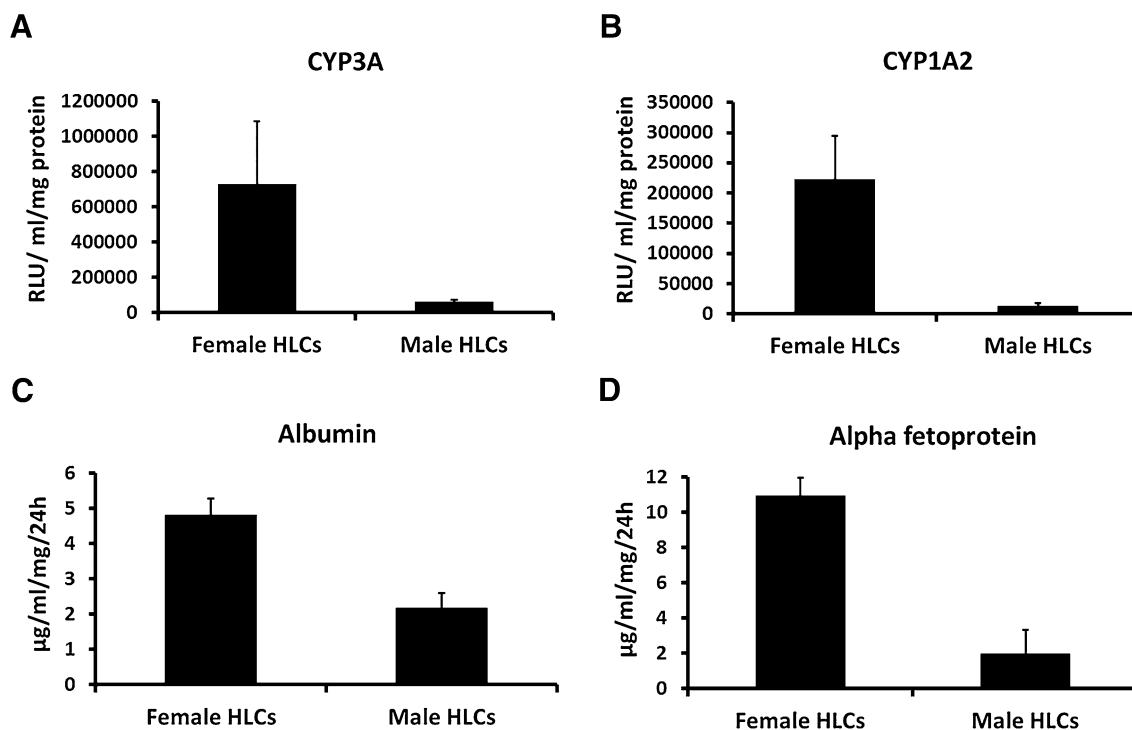 A
CYP3A
RLU/ ml/mg protein
1200000
1000000
800000
600000
400000
200000
0
Female HLCs
Male HLCs
B
CYP1A2
RLU/ ml/mg protein
350000
300000
250000
200000
150000
100000
50000
0
Female HLCs
Male HLCs
C
Albumin
µg/ml/mg/24h
6
5
4
3
2
1
0
Female HLCs
Male HLCs
D
Alpha fetoprotein
µg/ml/mg/24h
12
10
8
6
4
2
0
Female HLCs
Male HLCs